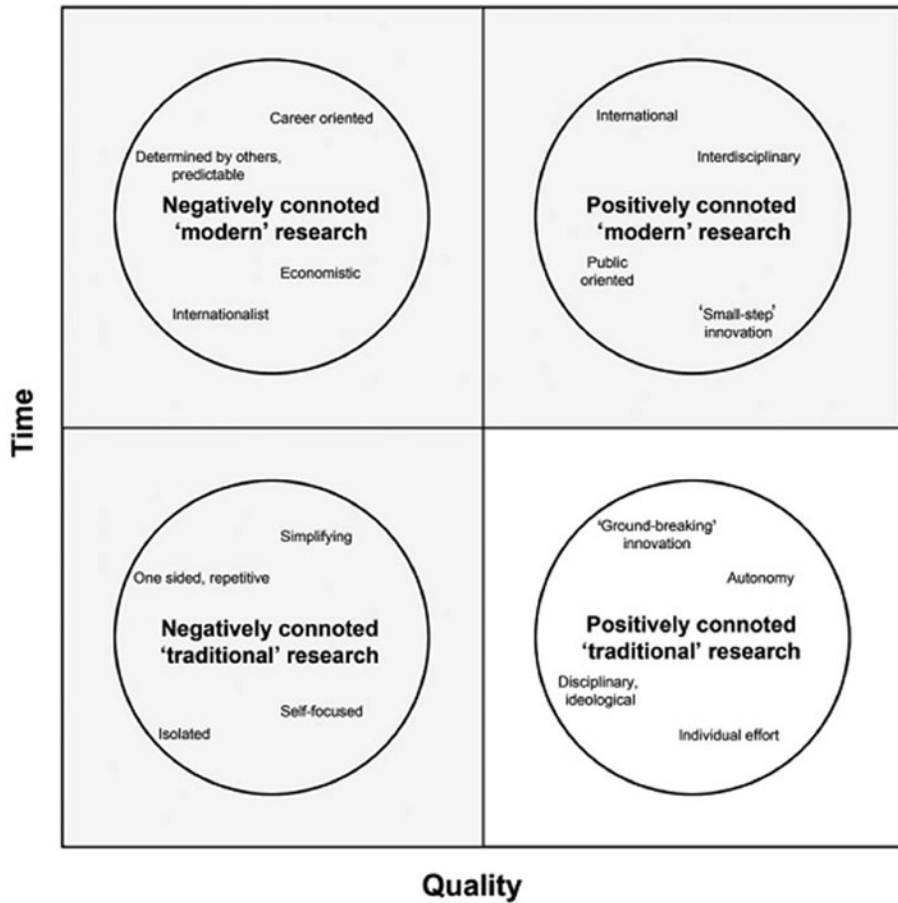 Career oriented
Determined by others,
predictable
Negatively connoted
‘modern’ research
Economistic
Internationalist
International
Interdisciplinary
Positively connoted
‘modern’ research
Public
oriented
‘Small-step’
innovation
Time
Simplifying
One sided, repetitive
Negatively connoted
‘traditional’ research
Self-focused
Isolated
‘Ground-breaking’
innovation
Autonomy
Positively connoted
‘traditional’ research
Disciplinary,
ideological
Individual effort
Quality